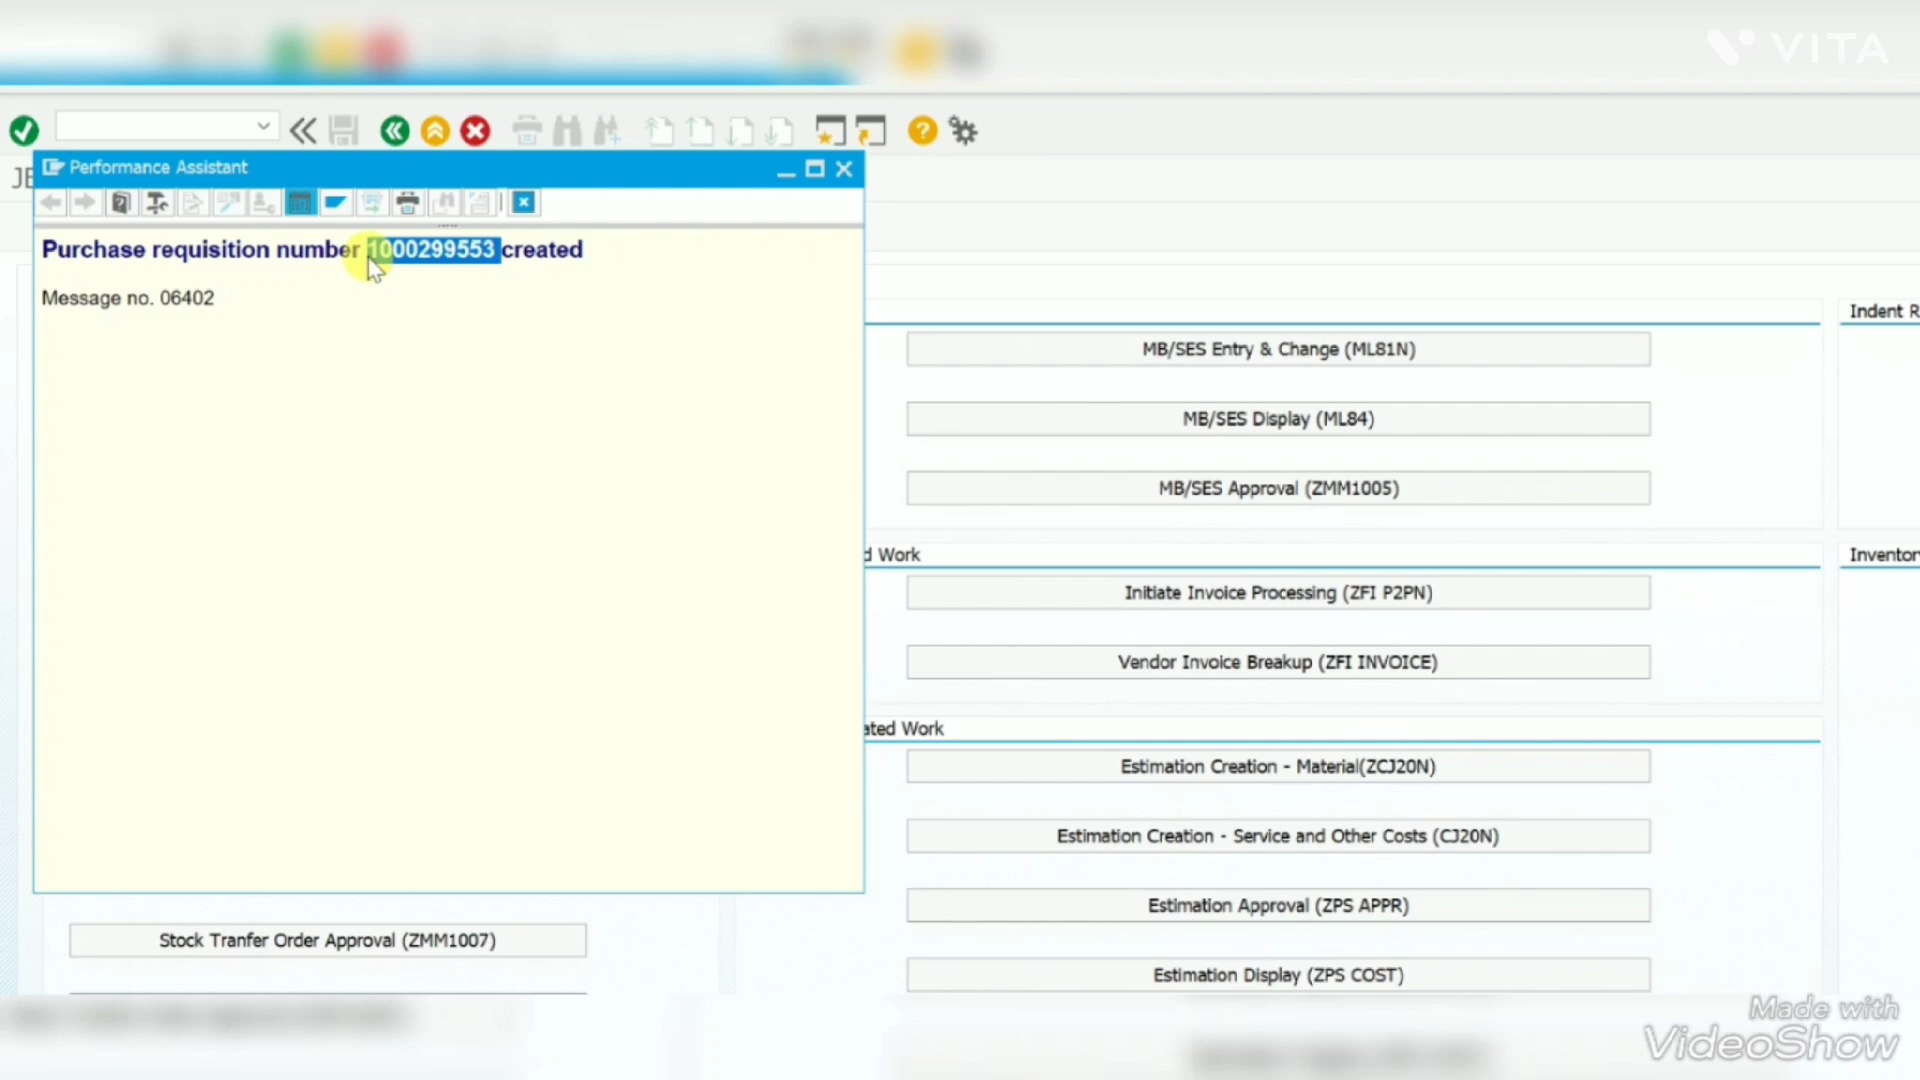 VITA
JE
Performance Assistant
Purchase requisition number 1000299553 created
Message no. 06402
Indent R
MB/SES Entry & Change (ML81N)
MB/SES Display (ML84)
MB/SES Approval (ZMM1005)
d Work
Inventor
Initiate Invoice Processing (ZFI P2PN)
Vendor Invoice Breakup (ZFI INVOICE)
ated Work
Estimation Creation - Material(ZCJ20N)
Estimation Creation - Service and Other Costs (CJ20N)
Estimation Approval (ZPS APPR)
Stock Tranfer Order Approval (ZMM1007)
Estimation Display (ZPS COST)
Made with
VideoShow